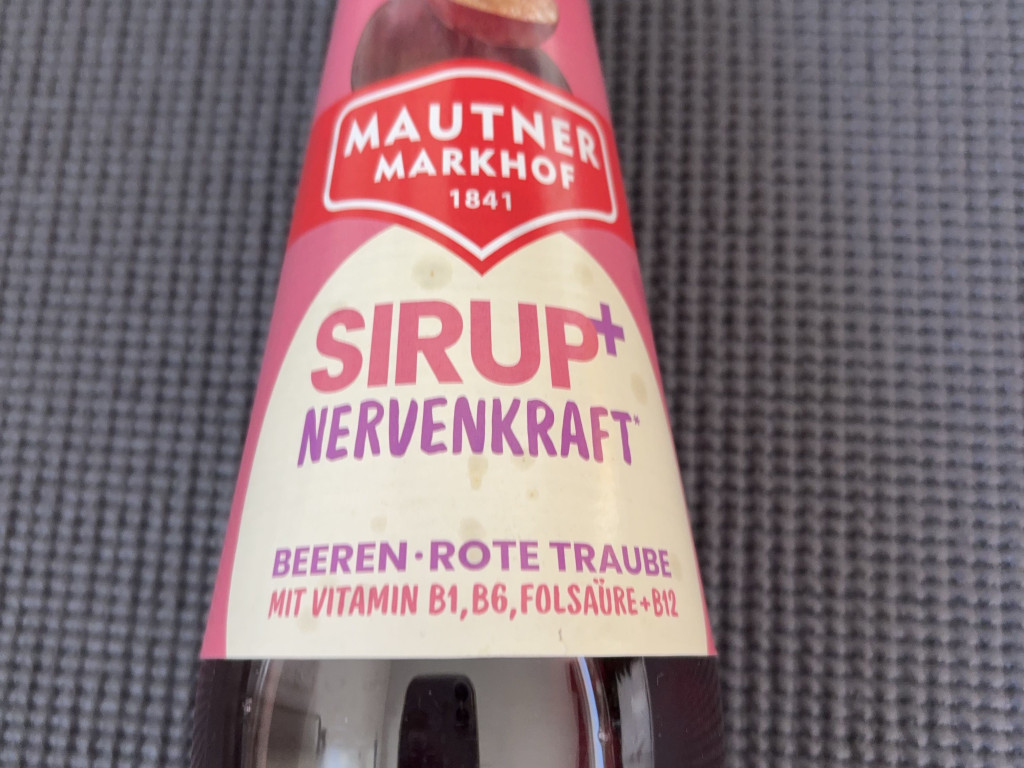 MAUTNER
MARKHOF
1841
SIRUP+
NERVENKRAFT*
BEEREN·ROTE TRAUBE
MIT VITAMIN B1, B6, FOLSÄURE+B12